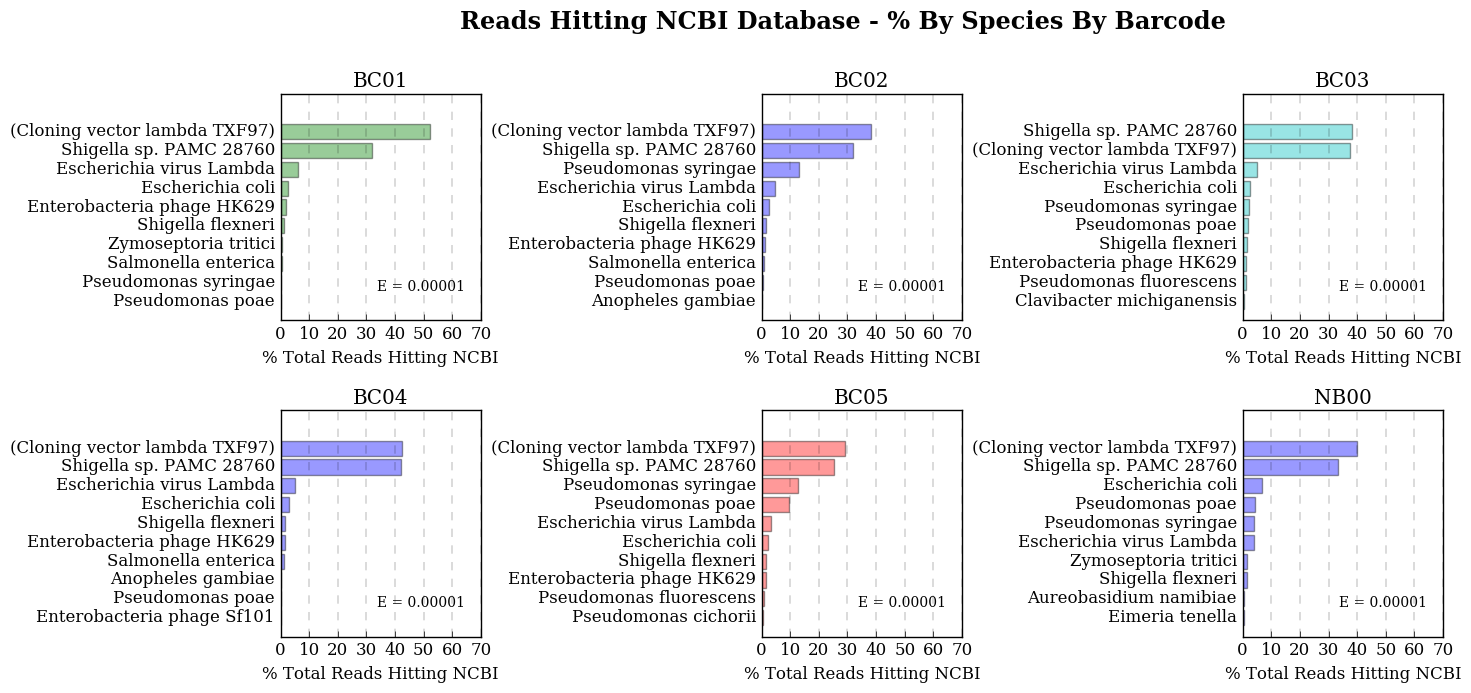 Reads Hitting NCBI Database - % By Species By Barcode
BC01
(Cloning vector lambda TXF97)
Shigella sp. PAMC 28760
Escherichia virus Lambda
Escherichia coli
Enterobacteria phage HK629
Shigella flexneri
Zymoseptoria tritici
Salmonella enterica
Pseudomonas syringae
Pseudomonas poae
E = 0.00001
0 10 20 30 40 50 60 70
% Total Reads Hitting NCBI
BC02
(Cloning vector lambda TXF97)
Shigella sp. PAMC 28760
Pseudomonas syringae
Escherichia virus Lambda
Escherichia coli
Shigella flexneri
Enterobacteria phage HK629
Salmonella enterica
Pseudomonas poae
Anopheles gambiae
E = 0.00001
0 10 20 30 40 50 60 70
% Total Reads Hitting NCBI
BC03
Shigella sp. PAMC 28760
(Cloning vector lambda TXF97)
Escherichia virus Lambda
Escherichia coli
Pseudomonas syringae
Pseudomonas poae
Shigella flexneri
Enterobacteria phage HK629
Pseudomonas fluorescens
Clavibacter michiganensis
E = 0.00001
0 10 20 30 40 50 60 70
% Total Reads Hitting NCBI
BC04
(Cloning vector lambda TXF97)
Shigella sp. PAMC 28760
Escherichia virus Lambda
Escherichia coli
Shigella flexneri
Enterobacteria phage HK629
Salmonella enterica
Anopheles gambiae
Pseudomonas poae
Enterobacteria phage Sf101
E = 0.00001
0 10 20 30 40 50 60 70
% Total Reads Hitting NCBI
BC05
(Cloning vector lambda TXF97)
Shigella sp. PAMC 28760
Pseudomonas syringae
Pseudomonas poae
Escherichia virus Lambda
Escherichia coli
Shigella flexneri
Enterobacteria phage HK629
Pseudomonas fluorescens
Pseudomonas cichorii
E = 0.00001
0 10 20 30 40 50 60 70
% Total Reads Hitting NCBI
NB00
(Cloning vector lambda TXF97)
Shigella sp. PAMC 28760
Escherichia coli
Pseudomonas poae
Pseudomonas syringae
Escherichia virus Lambda
Zymoseptoria tritici
Shigella flexneri
Aureobasidium namibiae
Eimeria tenella
E = 0.00001
0 10 20 30 40 50 60 70
% Total Reads Hitting NCBI